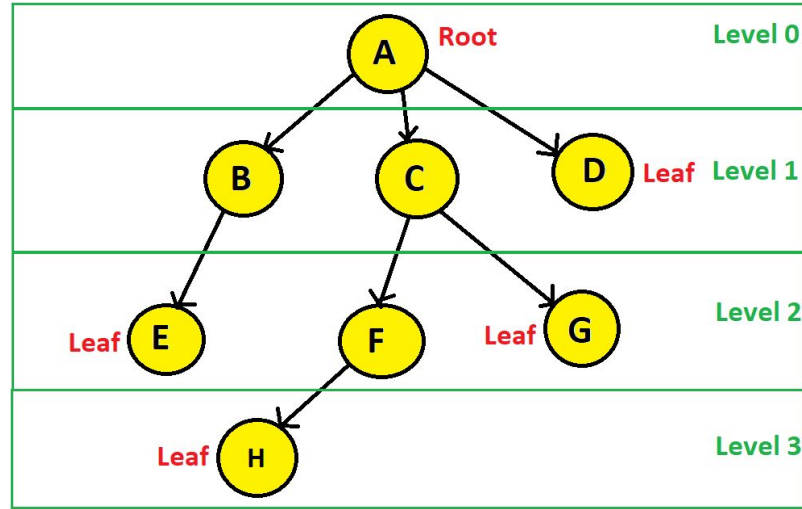 A
Root
Level 0
B
C
D
Leaf
Level 1
Leaf
E
F
Leaf
G
Level 2
Leaf
H
Level 3